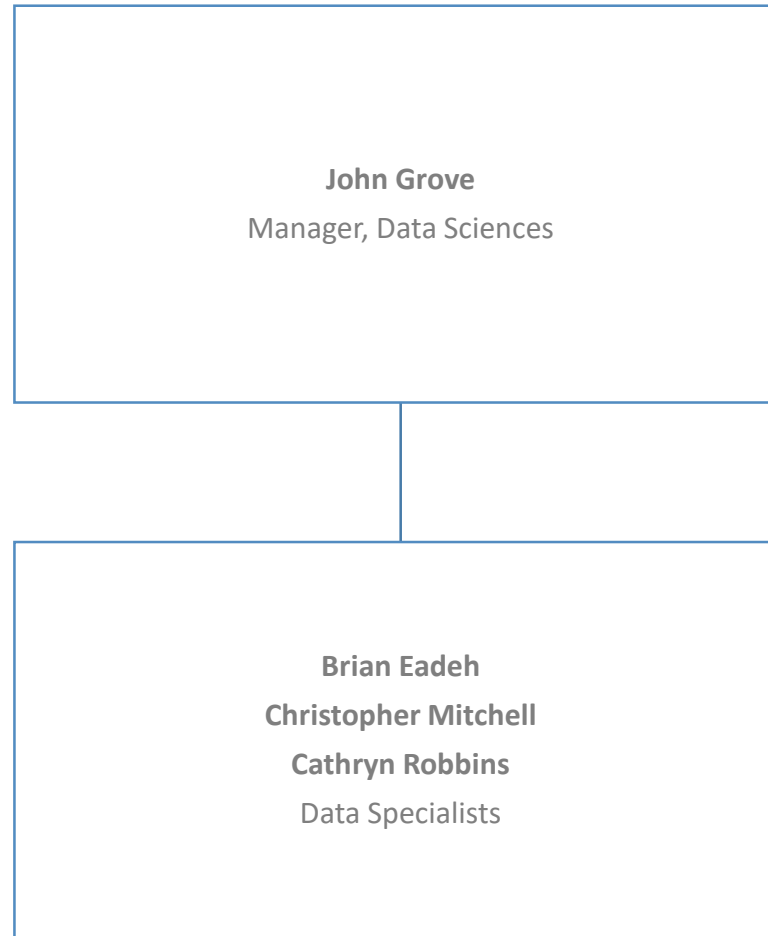 John Grove
Manager, Data Sciences
Brian Eadeh
Christopher Mitchell
Cathryn Robbins
Data Specialists